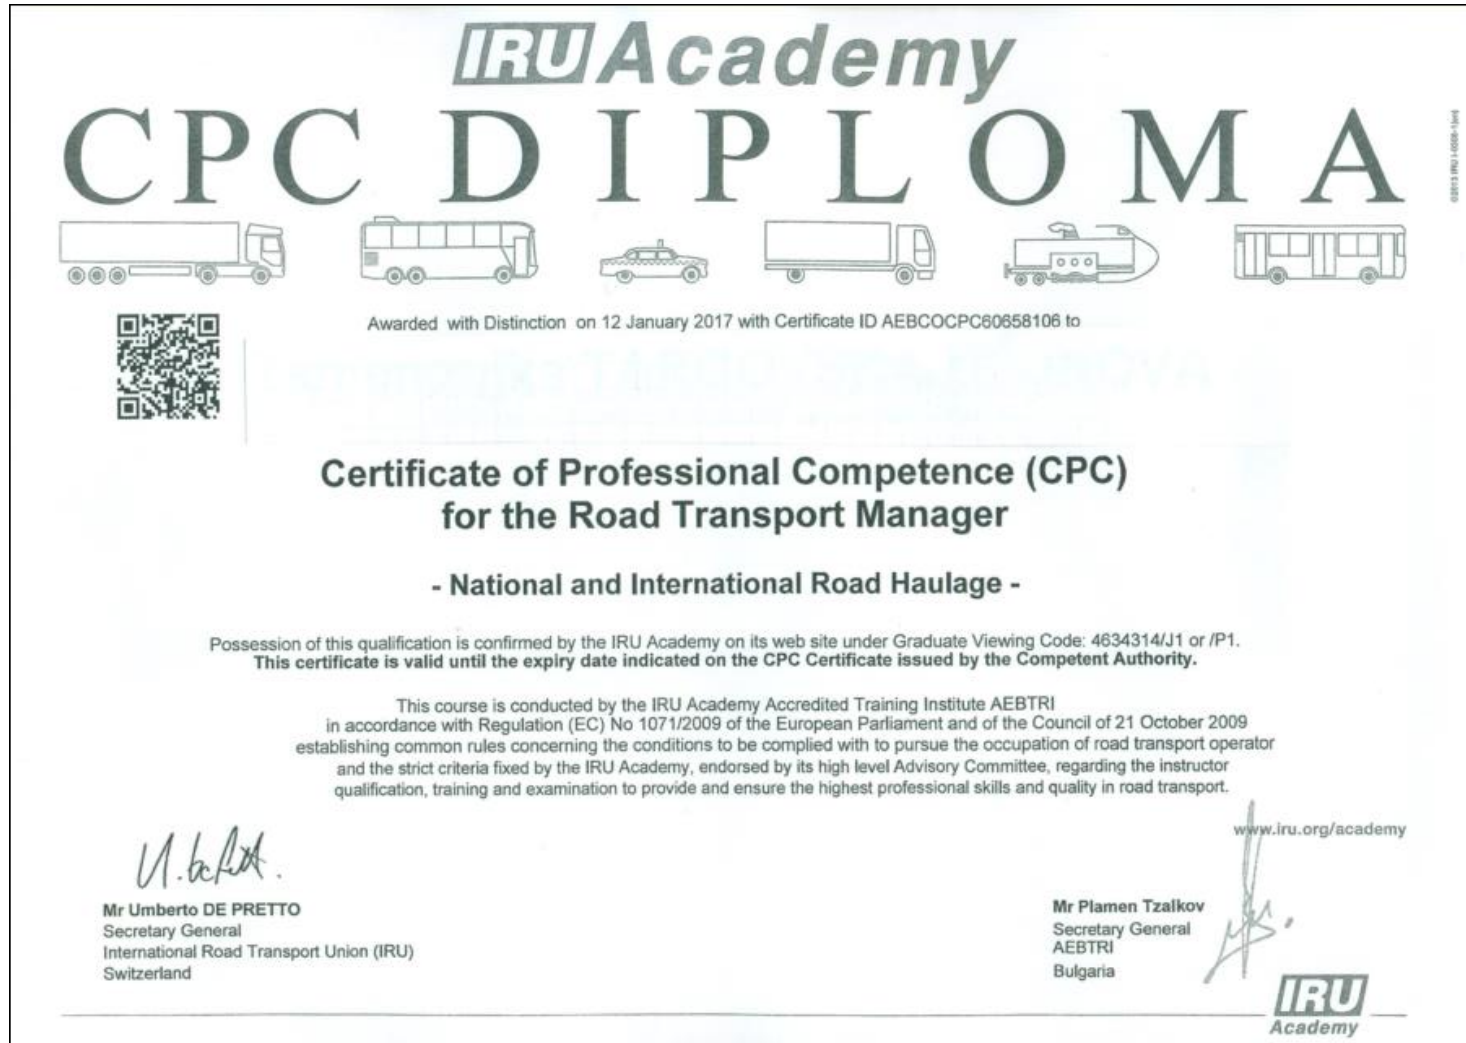 IRU Academy
CPC DIPLOMA
Awarded with Distinction on 12 January 2017 with Certificate ID AEBCOCPC60658106 to
Certificate of Professional Competence (CPC)
for the Road Transport Manager
- National and International Road Haulage -
Possession of this qualification is confirmed by the IRU Academy on its web site under Graduate Viewing Code: 4634314/J1 or /P1.
This certificate is valid until the expiry date indicated on the CPC Certificate issued by the Competent Authority.
This course is conducted by the IRU Academy Accredited Training Institute AEBTRI
in accordance with Regulation (EC) No 1071/2009 of the European Parliament and of the Council of 21 October 2009
establishing common rules concerning the conditions to be complied with to pursue the occupation of road transport operator
and the strict criteria fixed by the IRU Academy, endorsed by its high level Advisory Committee, regarding the instructor
qualification, training and examination to provide and ensure the highest professional skills and quality in road transport.
www.iru.org/academy
Mr Umberto DE PRETTO
Secretary General
International Road Transport Union (IRU)
Switzerland
Mr Plamen Tzalkov
Secretary General
AEBTRI
Bulgaria
IRU
Academy